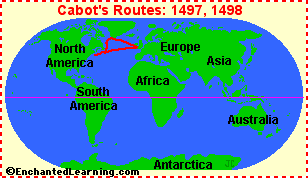 Cabot's Routes: 1497, 1498
North
America
Europe
Asia
Africa
South
America
Australia
Antarctica
©EnchantedLearning.com